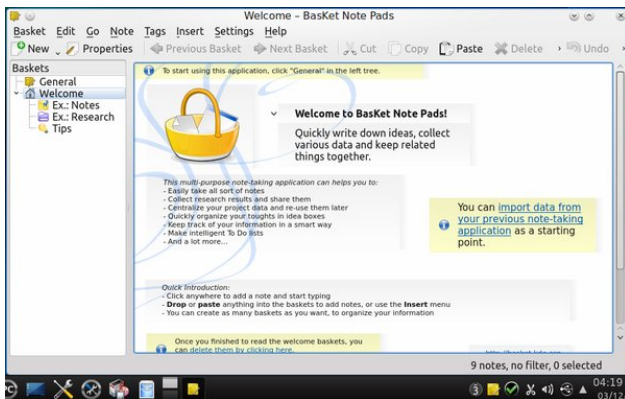 Welcome – BasKet Note Pads
Basket Edit Go Note Tags Insert Settings Help
New Properties Previous Basket Next Basket Cut Copy Paste Delete Undo
Baskets
General
Welcome
Ex.: Notes
Ex.: Research
Tips
To start using this application, click "General" in the left tree.
Welcome to BasKet Note Pads!
Quickly write down ideas, collect
various data and keep related
things together.
This multi-purpose note-taking application can helps you to:
- Easily take all sort of notes
- Collect research results and share them
- Centralize your project data and re-use them later
- Quickly organize your toughts in idea boxes
- Keep track of your information in a smart way
- Make intelligent To Do lists
- And a lot more...
You can import data from
your previous note-taking
application as a starting
point.
Quick Introduction:
- Click anywhere to add a note and start typing
- Drop or paste anything into the baskets to add notes, or use the Insert menu
- You can create as many baskets as you want, to organize your information
Once you finished to read the welcome baskets, you
can delete them by clicking here.
9 notes, no filter, 0 selected
04:19
03/12